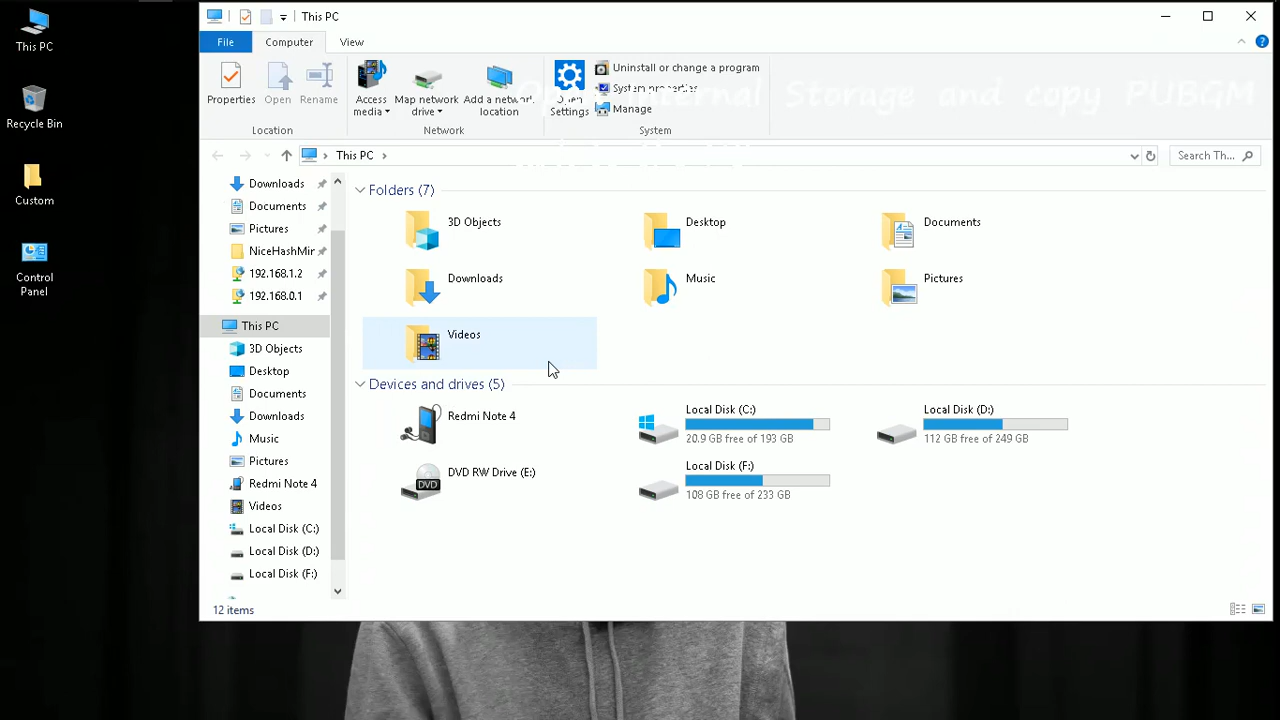 This PC
File
Computer
View
Properties
Open
Rename
Access media
Map network drive
Add a network location
Open Settings
Uninstall or change a program
System properties
Manage
Location
Network
System
Internal Storage and copy PUBGM
This PC
Search Th...
Downloads
Documents
Pictures
NiceHashMir
192.168.1.2
192.168.0.1
This PC
3D Objects
Desktop
Documents
Downloads
Music
Pictures
Redmi Note 4
Videos
Local Disk (C:)
Local Disk (D:)
Local Disk (F:)
Folders (7)
3D Objects
Desktop
Documents
Downloads
Music
Pictures
Videos
Devices and drives (5)
Redmi Note 4
Local Disk (C:)
20.9 GB free of 193 GB
Local Disk (D:)
112 GB free of 249 GB
DVD RW Drive (E:)
DVD
Local Disk (F:)
108 GB free of 233 GB
12 items
This PC
Recycle Bin
Custom
Control
Panel